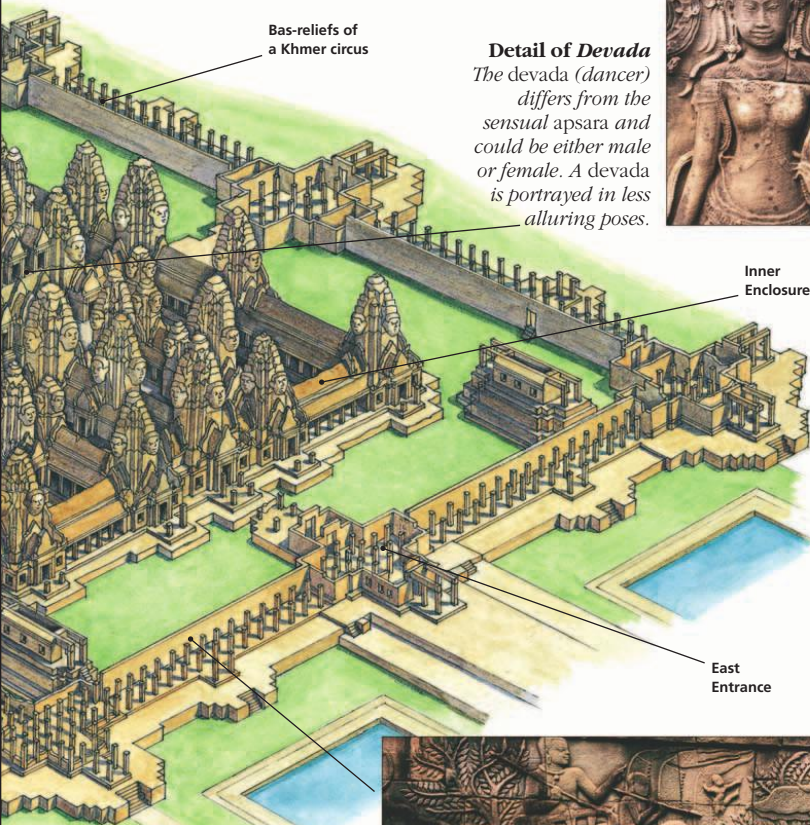 Bas-reliefs of
a Khmer circus
Detail of Devada
The devada (dancer)
differs from the
sensual apsara and
could be either male
or female. A devada
is portrayed in less
alluring poses.
Inner
Enclosure
East
Entrance